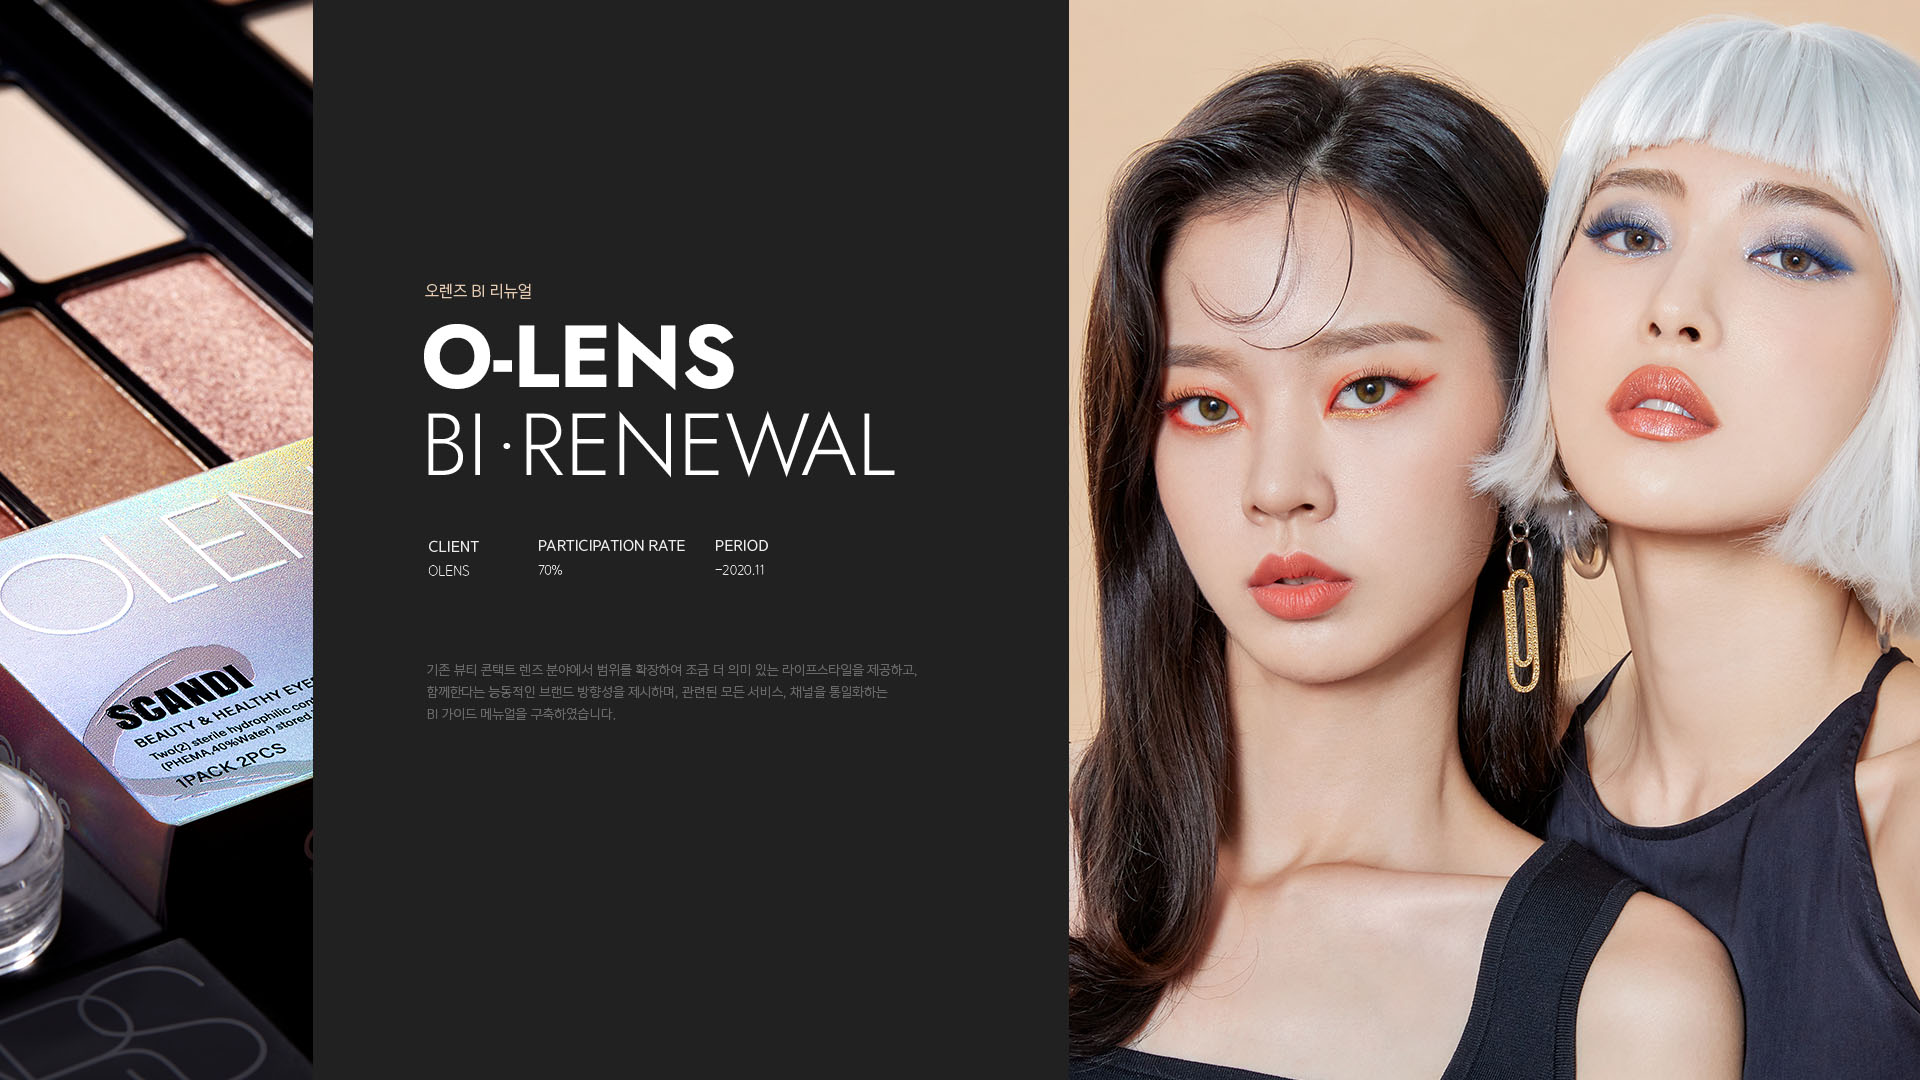 오렌즈 BI 리뉴얼
O-LENS
BI · RENEWAL
CLIENT
OLENS
PARTICIPATION RATE
70%
PERIOD
–2020.11
기존 뷰티 콘택트 렌즈 분야에서 범위를 확장하여 조금 더 의미 있는 라이프스타일을 제공하고,
함께한다는 능동적인 브랜드 방향성을 제시하며, 관련된 모든 서비스, 채널을 통일화하는
BI 가이드 메뉴얼을 구축하였습니다.
OLEN
SCANDI
BEAUTY & HEALTHY EYE
Two(2) sterile hydrophilic con
(PHEMA,40%Water) stored
1PACK 2PCS